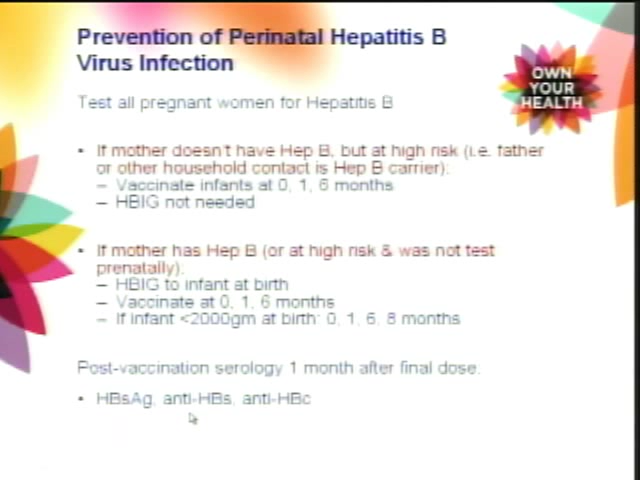 Prevention of Perinatal Hepatitis B
Virus Infection
OWN
YOUR
HEALTH
Test all pregnant women for Hepatitis B
• If mother doesn't have Hep B, but at high risk (i.e. father
or other household contact is Hep B carrier):
– Vaccinate infants at 0, 1, 6 months
– HBIG not needed
• If mother has Hep B (or at high risk & was not test
prenatally):
– HBIG to infant at birth
– Vaccinate at 0, 1, 6 months
– If infant <2000gm at birth: 0, 1, 6, 8 months
Post-vaccination serology 1 month after final dose.
• HBsAg, anti-HBs, anti-HBc